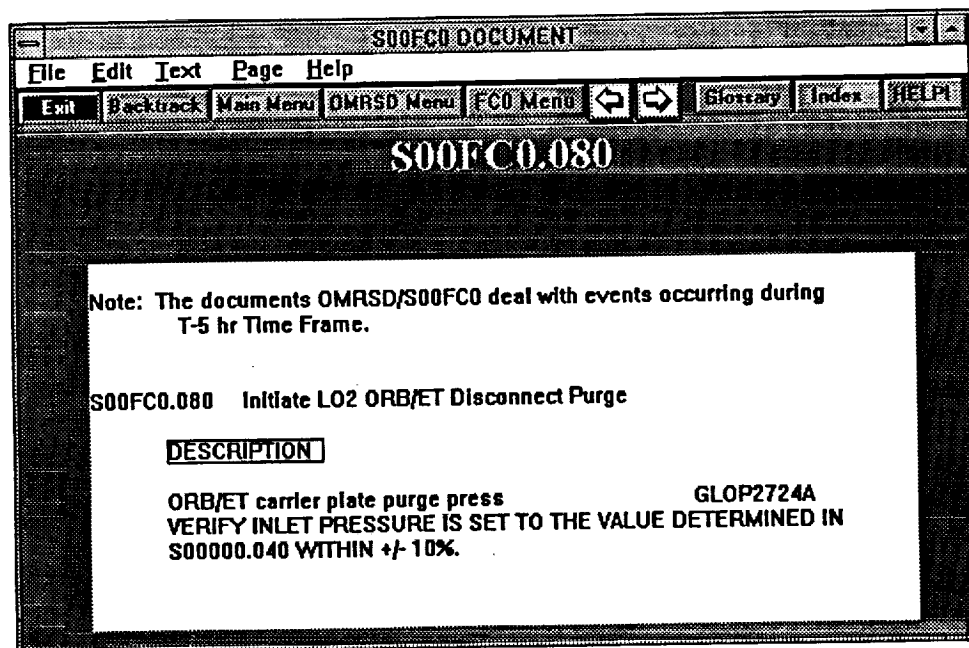 S00FC0 DOCUMENT
File Edit Text Page Help
Exit Backtrack Main Menu OMRSD Menu FC0 Menu Glossary Index HELP!
S00FC0.080
Note: The documents OMRSD/S00FC0 deal with events occurring during
T-5 hr Time Frame.
S00FC0.080 Initiate LO2 ORB/ET Disconnect Purge
DESCRIPTION
ORB/ET carrier plate purge press GLOP2724A
VERIFY INLET PRESSURE IS SET TO THE VALUE DETERMINED IN
S00000.040 WITHIN +/- 10%.